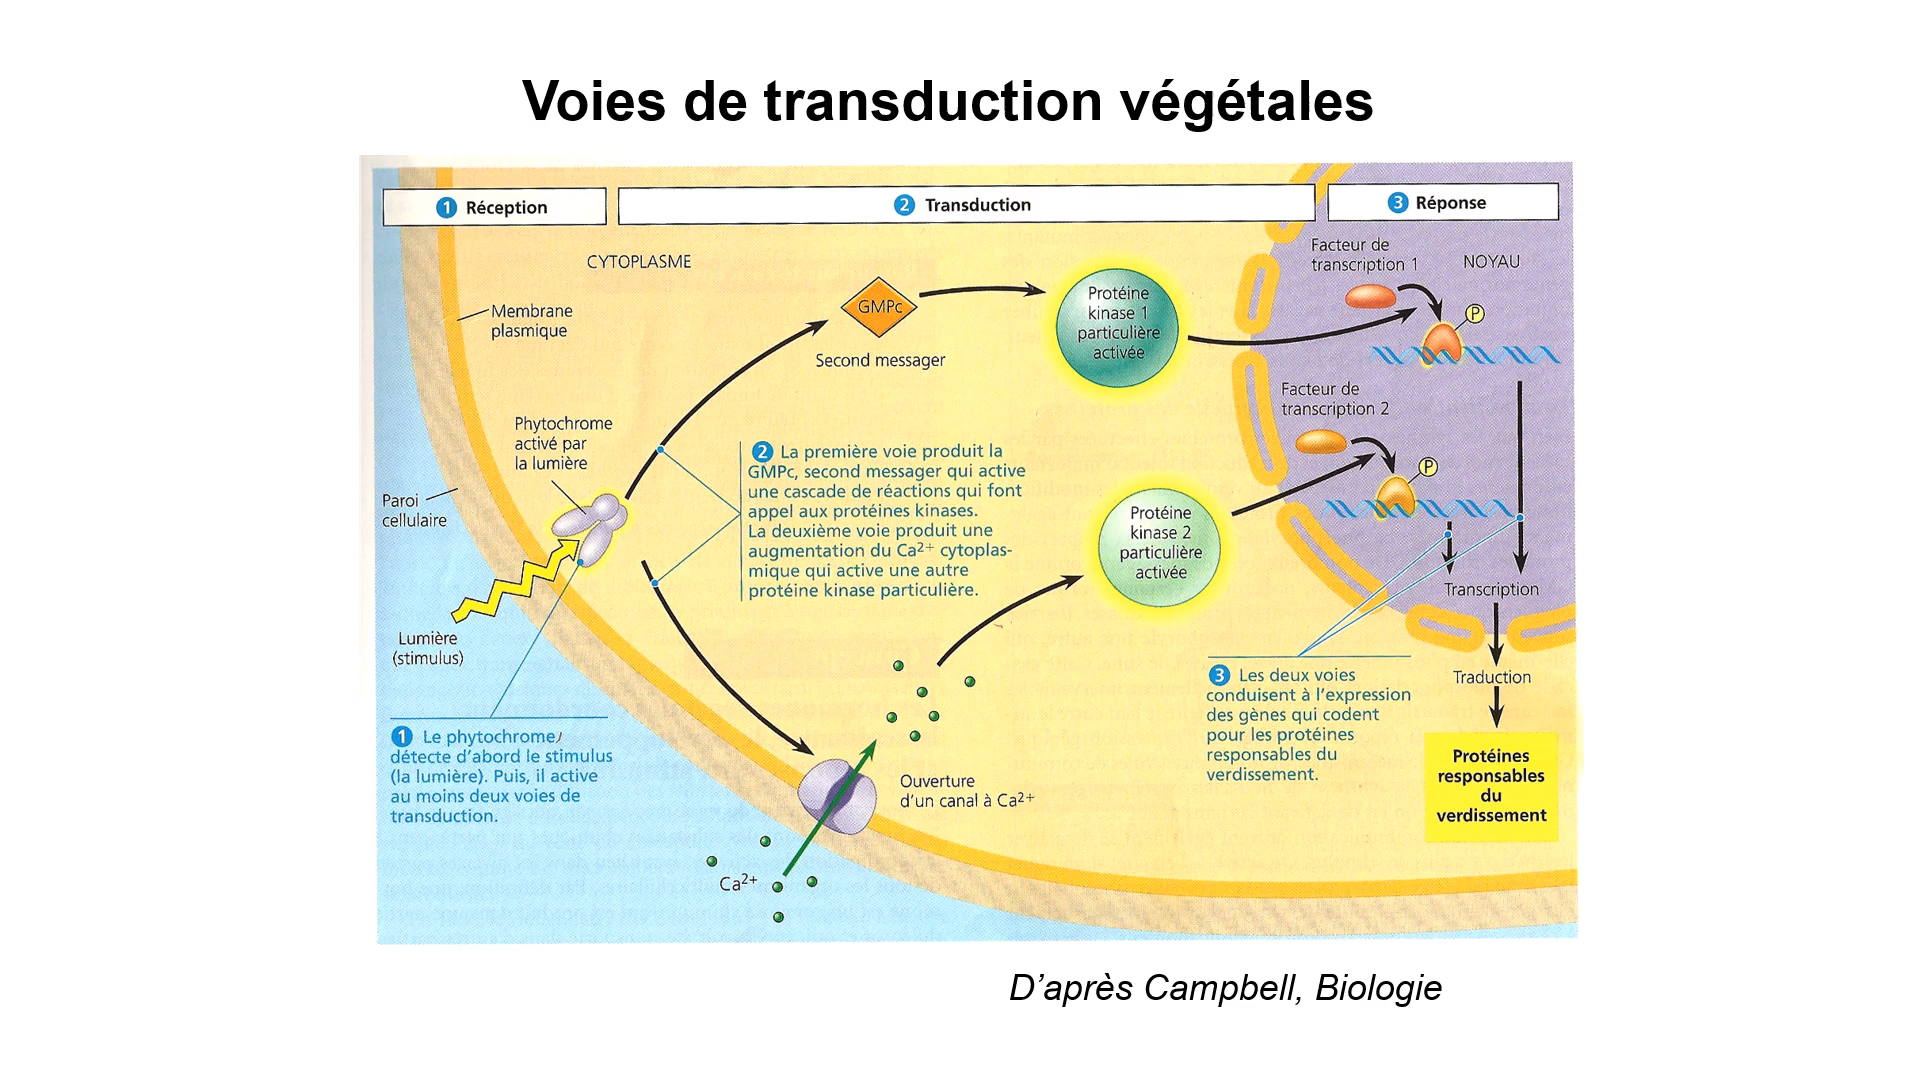 Voies de transduction végétales
1 Réception
2 Transduction
3 Réponse
CYTOPLASME
Membrane
plasmique
GMPc
Second messager
Protéine
kinase 1
particulière
activée
Facteur de
transcription 1
NOYAU
P
Facteur de
transcription 2
P
Phytochrome
activé par
la lumière
Paroi
cellulaire
2 La première voie produit la
GMPc, second messager qui active
une cascade de réactions qui font
appel aux protéines kinases.
La deuxième voie produit une
augmentation du Ca2+ cytoplas-
mique qui active une autre
protéine kinase particulière.
Protéine
kinase 2
particulière
activée
Lumière
(stimulus)
Transcription
Traduction
Protéines
responsables
du
verdissement
3 Les deux voies
conduisent à l'expression
des gènes qui codent
pour les protéines
responsables du
verdissement.
1 Le phytochrome
détecte d'abord le stimulus
(la lumière). Puis, il active
au moins deux voies de
transduction.
Ouverture
d'un canal à Ca2+
Ca2+
D'après Campbell, Biologie